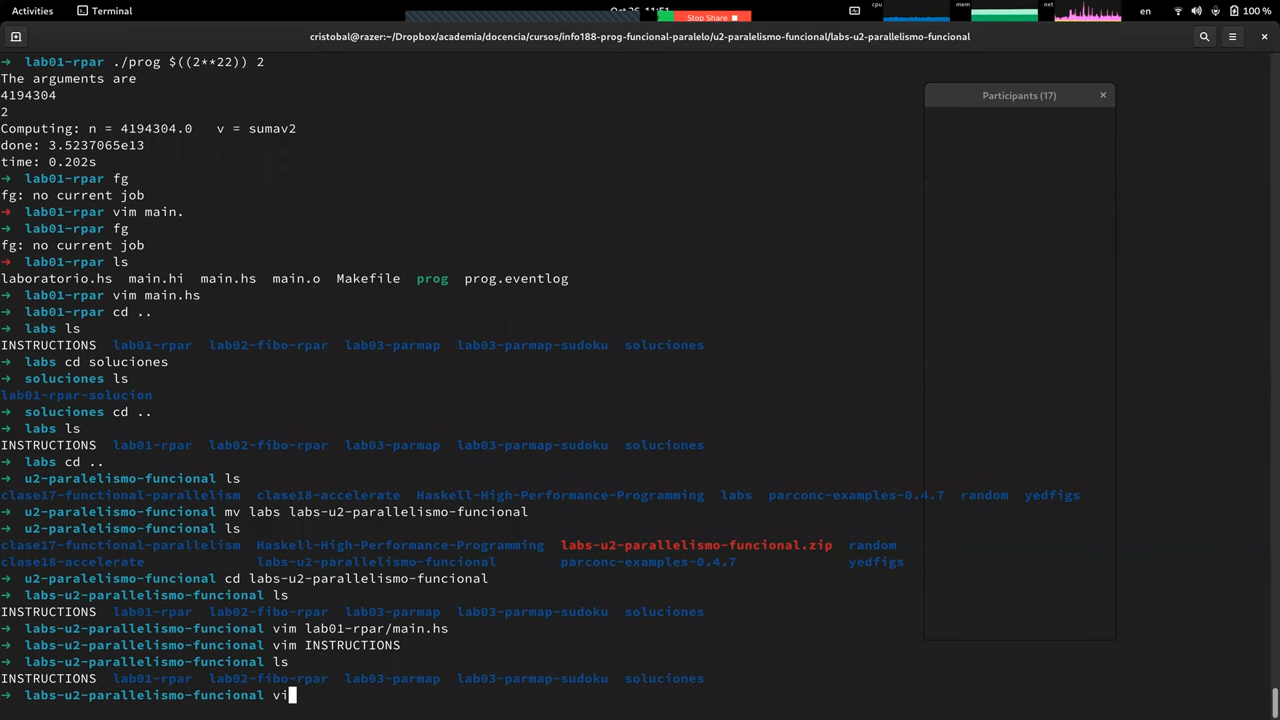 Activities Terminal Oct 26 11:51 Stop Share cpu mem net en 100 %
cristobal@razer:~/Dropbox/academia/docencia/cursos/info188-prog-funcional-paralelo/u2-paralelismo-funcional/labs-u2-parallelismo-funcional
Participants (17)
→ lab01-rpar ./prog $((2**22)) 2
The arguments are
4194304
2
Computing: n = 4194304.0 v = sumav2
done: 3.5237065e13
time: 0.202s
→ lab01-rpar fg
fg: no current job
→ lab01-rpar vim main.
→ lab01-rpar fg
fg: no current job
→ lab01-rpar ls
laboratorio.hs main.hi main.hs main.o Makefile prog prog.eventlog
→ lab01-rpar vim main.hs
→ lab01-rpar cd ..
→ labs ls
INSTRUCTIONS lab01-rpar lab02-fibo-rpar lab03-parmap lab03-parmap-sudoku soluciones
→ labs cd soluciones
→ soluciones ls
lab01-rpar-solucion
→ soluciones cd ..
→ labs ls
INSTRUCTIONS lab01-rpar lab02-fibo-rpar lab03-parmap lab03-parmap-sudoku soluciones
→ labs cd ..
→ u2-paralelismo-funcional ls
clase17-functional-parallelism clase18-accelerate Haskell-High-Performance-Programming labs parconc-examples-0.4.7 random yedfigs
→ u2-paralelismo-funcional mv labs labs-u2-parallelismo-funcional
→ u2-paralelismo-funcional ls
clase17-functional-parallelism Haskell-High-Performance-Programming labs-u2-parallelismo-funcional.zip random
clase18-accelerate labs-u2-parallelismo-funcional parconc-examples-0.4.7 yedfigs
→ u2-paralelismo-funcional cd labs-u2-parallelismo-funcional
→ labs-u2-parallelismo-funcional ls
INSTRUCTIONS lab01-rpar lab02-fibo-rpar lab03-parmap lab03-parmap-sudoku soluciones
→ labs-u2-parallelismo-funcional vim lab01-rpar/main.hs
→ labs-u2-parallelismo-funcional vim INSTRUCTIONS
→ labs-u2-parallelismo-funcional ls
INSTRUCTIONS lab01-rpar lab02-fibo-rpar lab03-parmap lab03-parmap-sudoku soluciones
→ labs-u2-parallelismo-funcional vi